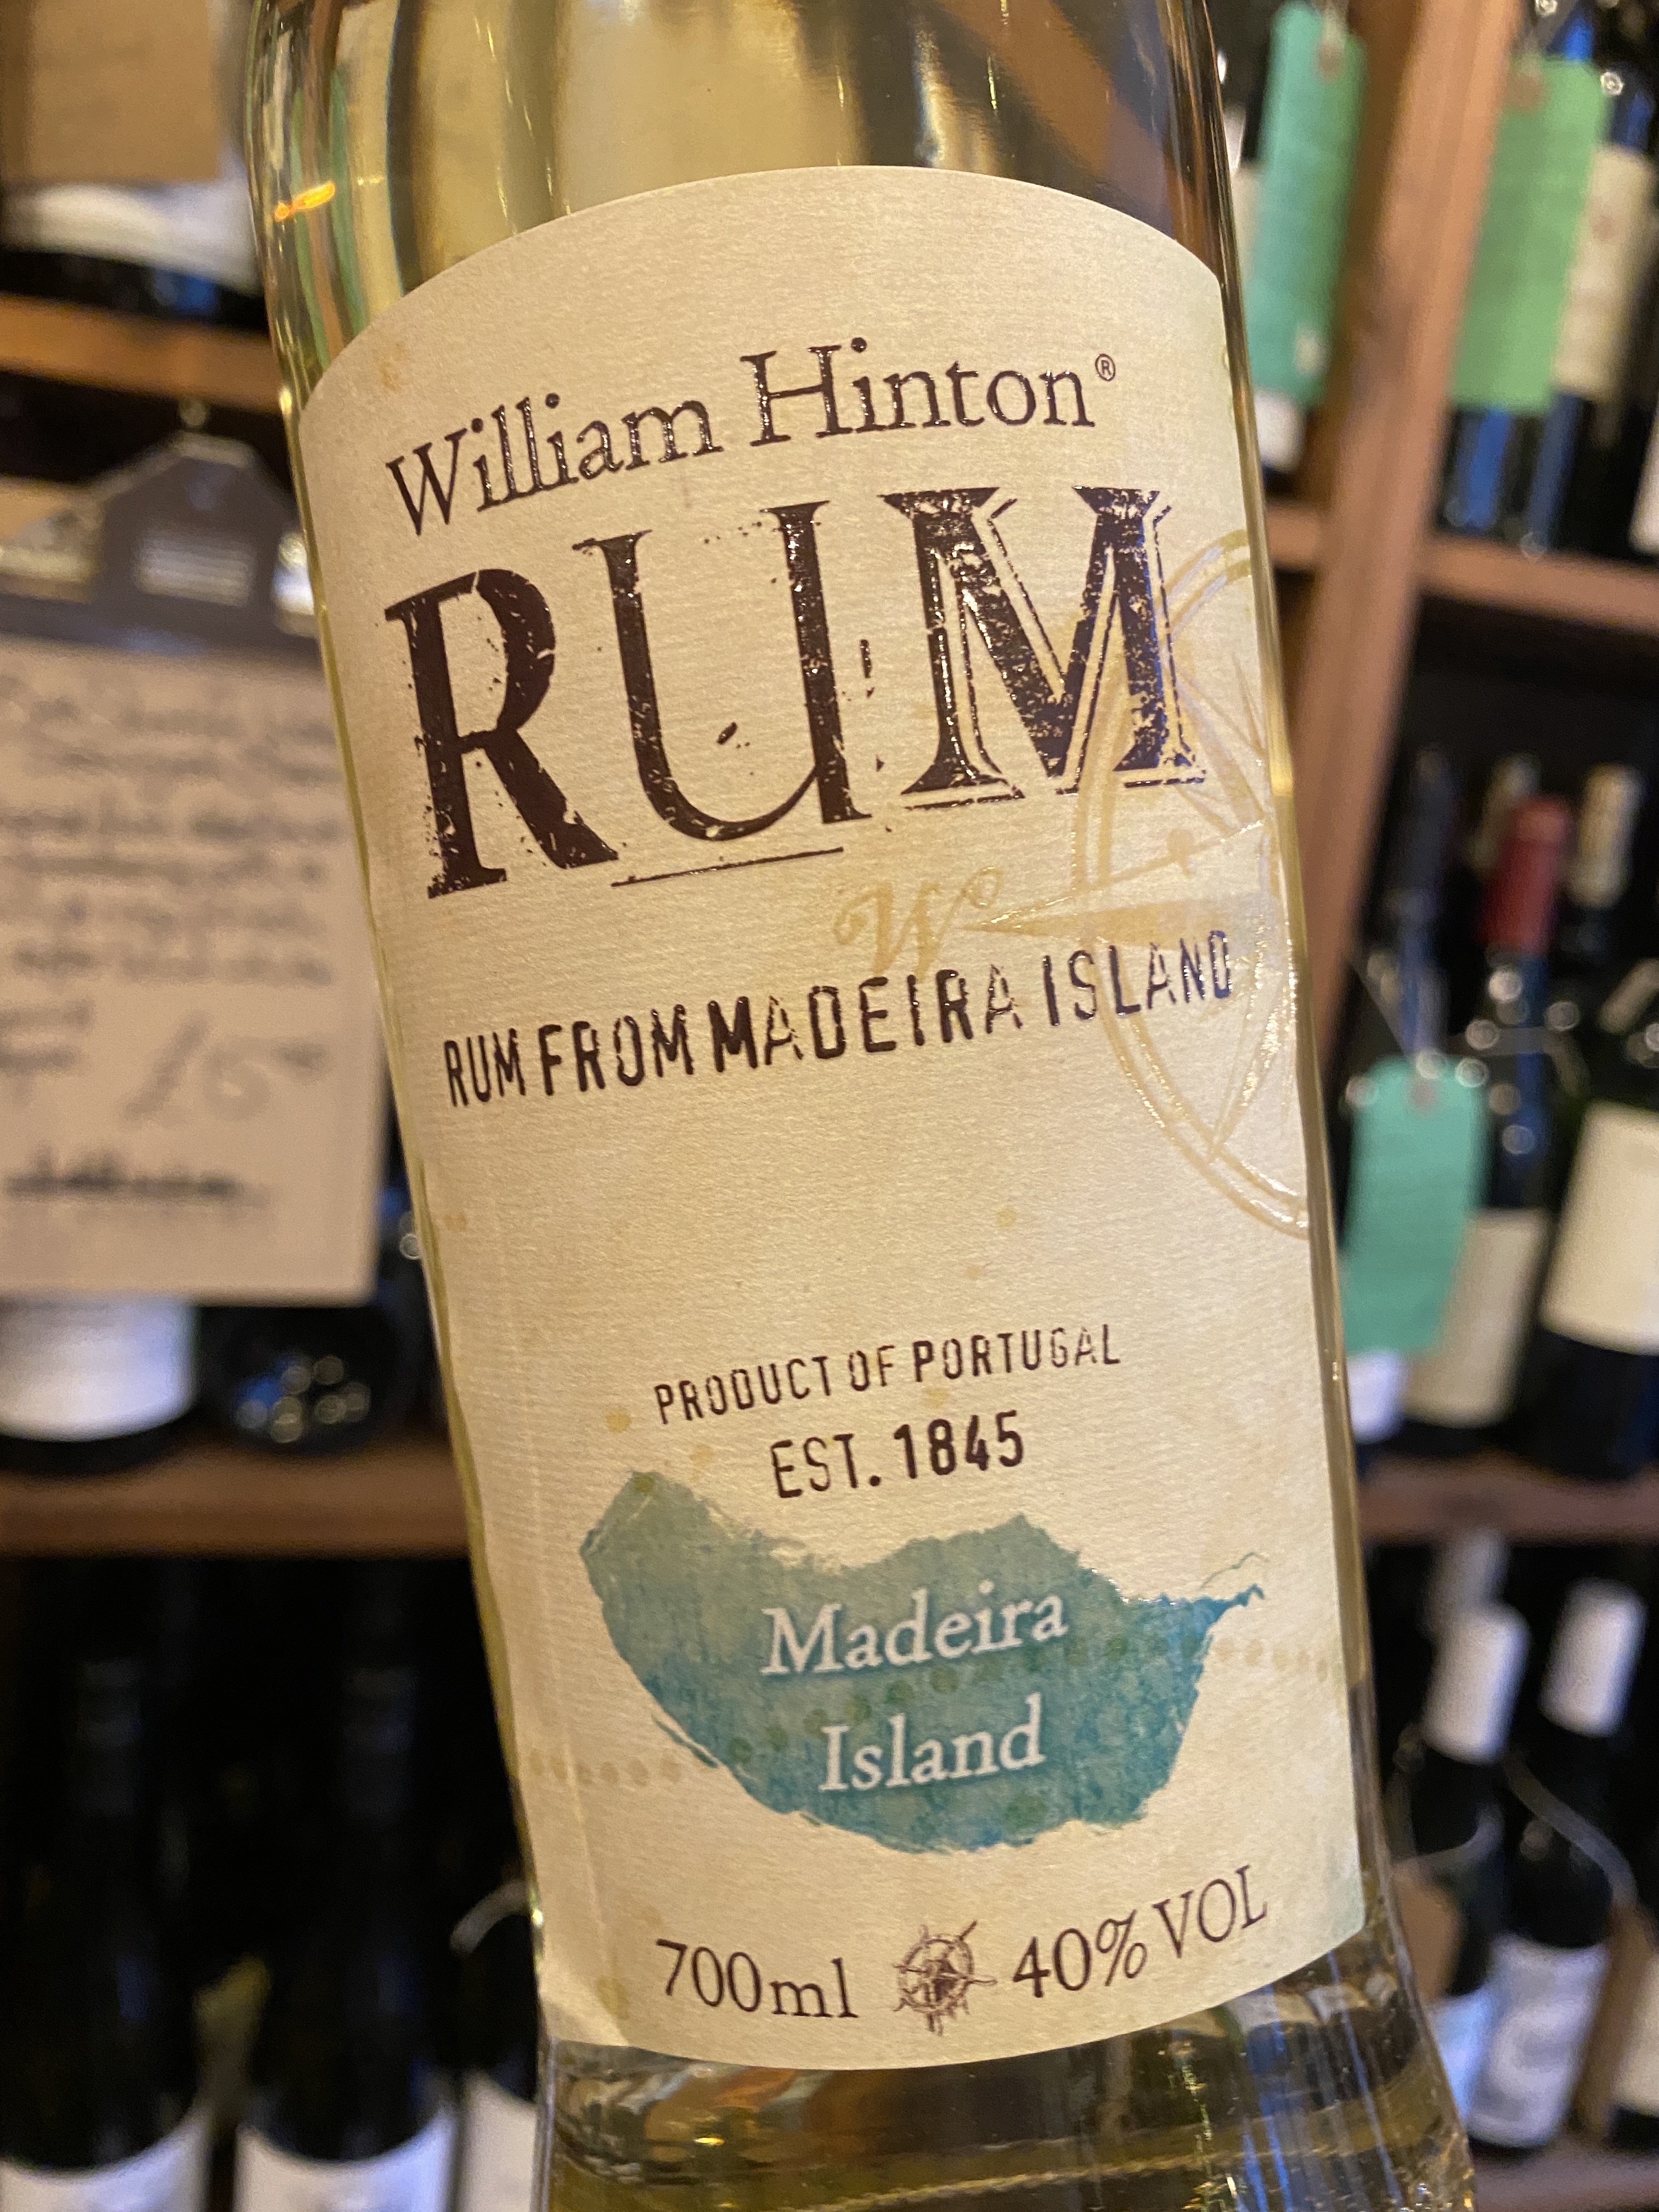 William Hinton®
RUM
W
RUM FROM MADEIRA ISLAND
PRODUCT OF PORTUGAL
EST. 1845
Madeira
Island
700ml 40% VOL